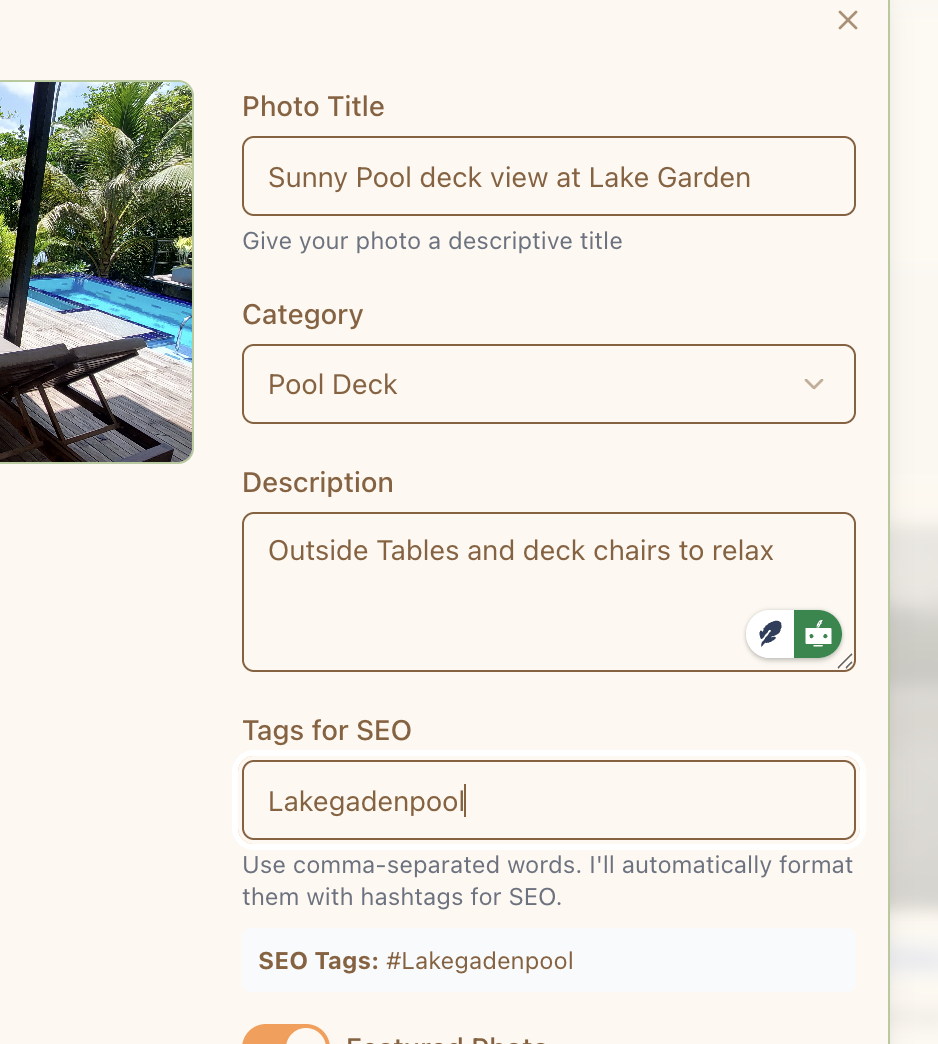 Photo Title
Sunny Pool deck view at Lake Garden
Give your photo a descriptive title
Category
Pool Deck
Description
Outside Tables and deck chairs to relax
Tags for SEO
Lakegadenpool
Use comma-separated words. I'll automatically format
them with hashtags for SEO.
SEO Tags: #Lakegadenpool
Featured Photo